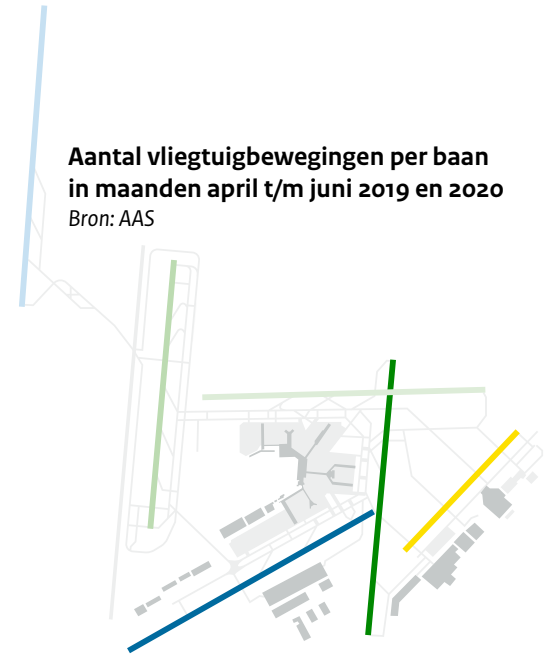 Aantal vliegtuigbewegingen per baan
in maanden april t/m juni 2019 en 2020
Bron: AAS